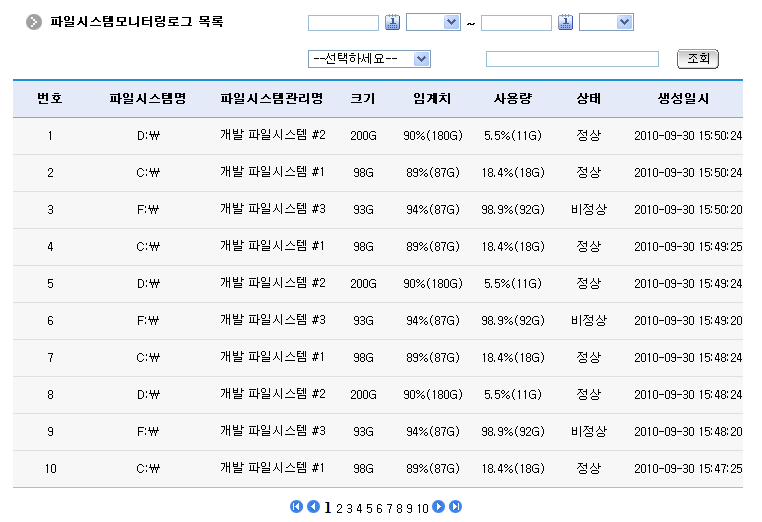 파일시스템모니터링로그 목록 ~
--선택하세요-- 조회
번호 파일시스템명 파일시스템관리명 크기 임계치 사용량 상태 생성일시
1 D:₩ 개발 파일시스템 #2 200G 90%(180G) 5.5%(11G) 정상 2010-09-30 15:50:24
2 C:₩ 개발 파일시스템 #1 98G 89%(87G) 18.4%(18G) 정상 2010-09-30 15:50:24
3 F:₩ 개발 파일시스템 #3 93G 94%(87G) 98.9%(92G) 비정상 2010-09-30 15:50:20
4 C:₩ 개발 파일시스템 #1 98G 89%(87G) 18.4%(18G) 정상 2010-09-30 15:49:25
5 D:₩ 개발 파일시스템 #2 200G 90%(180G) 5.5%(11G) 정상 2010-09-30 15:49:24
6 F:₩ 개발 파일시스템 #3 93G 94%(87G) 98.9%(92G) 비정상 2010-09-30 15:49:20
7 C:₩ 개발 파일시스템 #1 98G 89%(87G) 18.4%(18G) 정상 2010-09-30 15:48:24
8 D:₩ 개발 파일시스템 #2 200G 90%(180G) 5.5%(11G) 정상 2010-09-30 15:48:24
9 F:₩ 개발 파일시스템 #3 93G 94%(87G) 98.9%(92G) 비정상 2010-09-30 15:48:20
10 C:₩ 개발 파일시스템 #1 98G 89%(87G) 18.4%(18G) 정상 2010-09-30 15:47:25
1 2 3 4 5 6 7 8 9 10